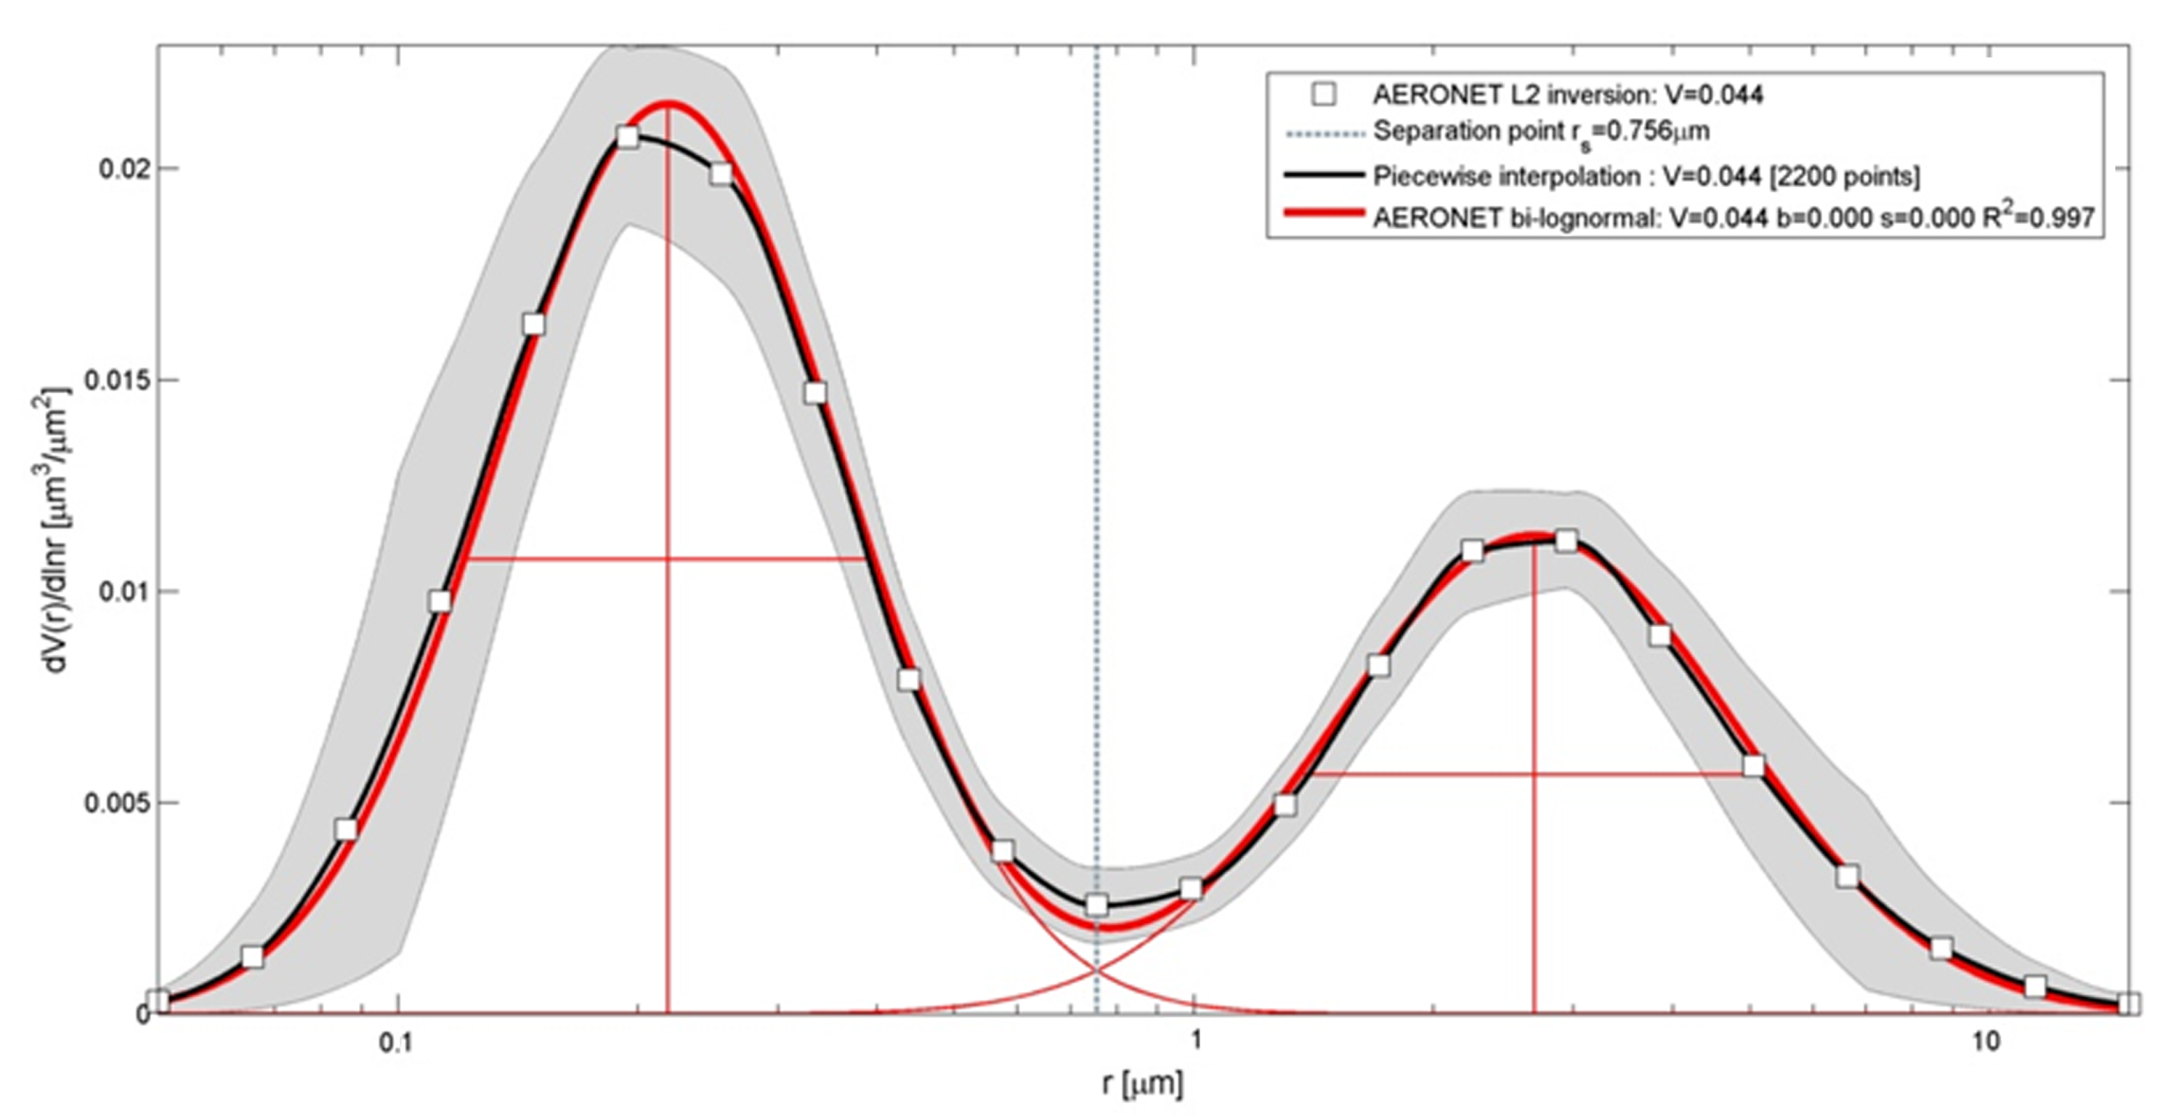 AERONET L2 inversion: V=0.044
Separation point rs=0.756μm
Piecewise interpolation : V=0.044 [2200 points]
AERONET bi-lognormal: V=0.044 b=0.000 s=0.000 R2=0.997
dV(r)/dlnr [μm3/μm2]
0.02
0.015
0.01
0.005
0
0.1
1
10
r [μm]